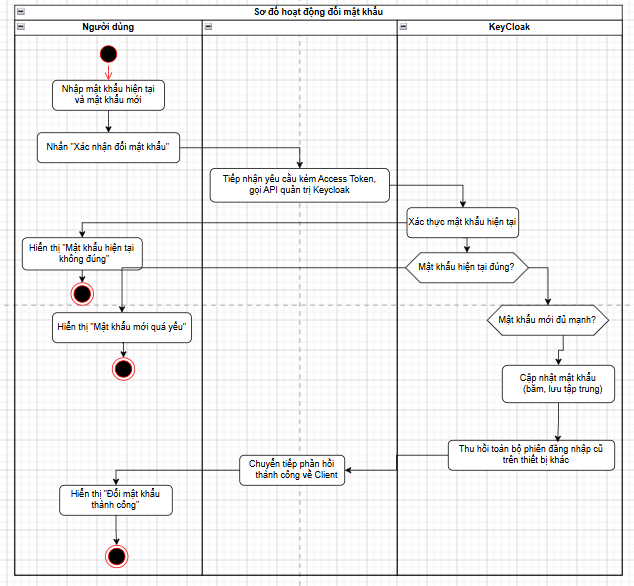 Sơ đồ hoạt động đổi mật khẩu
Người dùng
KeyCloak
Nhập mật khẩu hiện tại
và mật khẩu mới
Nhấn "Xác nhận đổi mật khẩu"
Tiếp nhận yêu cầu kèm Access Token,
gọi API quản trị Keycloak
Xác thực mật khẩu hiện tại
Hiển thị "Mật khẩu hiện tại
không đúng"
Mật khẩu hiện tại đúng?
Hiển thị "Mật khẩu mới quá yếu"
Mật khẩu mới đủ mạnh?
Cập nhật mật khẩu
(băm, lưu tập trung)
Thu hồi toàn bộ phiên đăng nhập cũ
trên thiết bị khác
Chuyển tiếp phản hồi
thành công về Client
Hiển thị "Đổi mật khẩu
thành công"